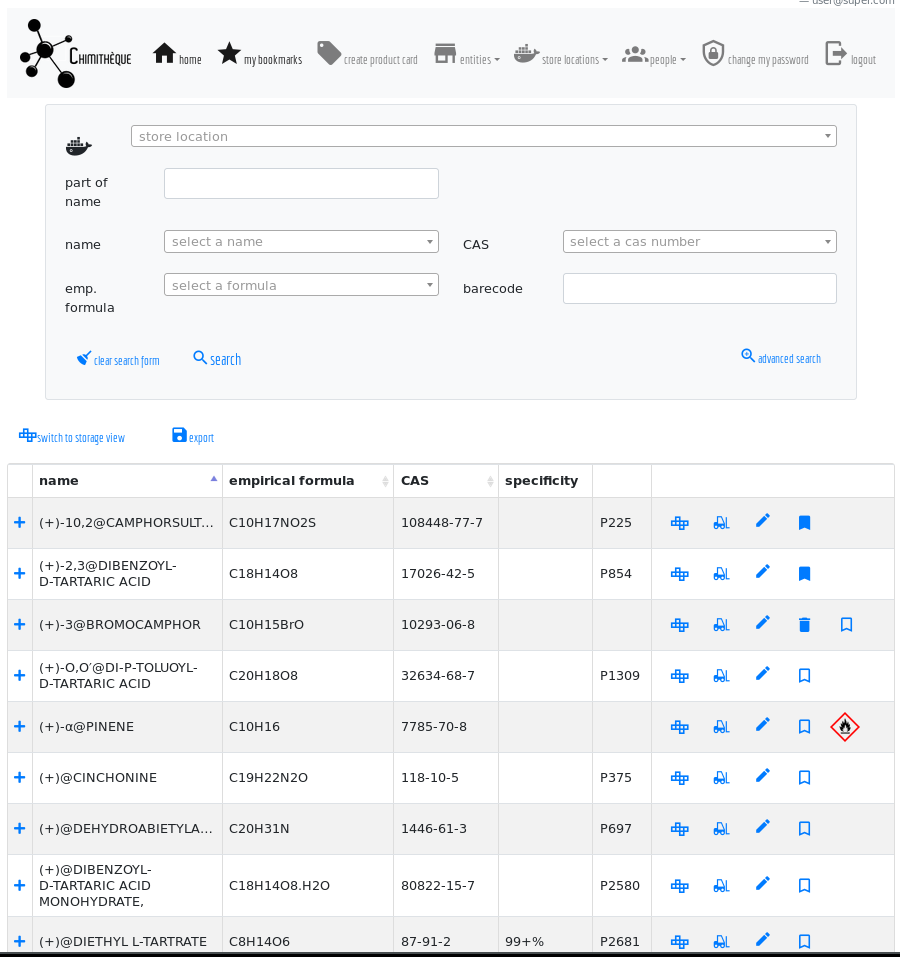 — user@super.com
CHIMITHÈQUE home my bookmarks create product card entities store locations people change my password logout
store location
part of
name
name select a name CAS select a cas number
emp.
formula select a formula barecode
clear search form search advanced search
switch to storage view export
name empirical formula CAS specificity
(+)-10,2@CAMPHORSULT... C10H17NO2S 108448-77-7 P225
(+)-2,3@DIBENZOYL-
D-TARTARIC ACID C18H14O8 17026-42-5 P854
(+)-3@BROMOCAMPHOR C10H15BrO 10293-06-8
(+)-O,O′@DI-P-TOLUOYL-
D-TARTARIC ACID C20H18O8 32634-68-7 P1309
(+)-α@PINENE C10H16 7785-70-8
(+)@CINCHONINE C19H22N2O 118-10-5 P375
(+)@DEHYDROABIETYLA... C20H31N 1446-61-3 P697
(+)@DIBENZOYL-
D-TARTARIC ACID
MONOHYDRATE, C18H14O8.H2O 80822-15-7 P2580
(+)@DIETHYL L-TARTRATE C8H14O6 87-91-2 99+% P2681